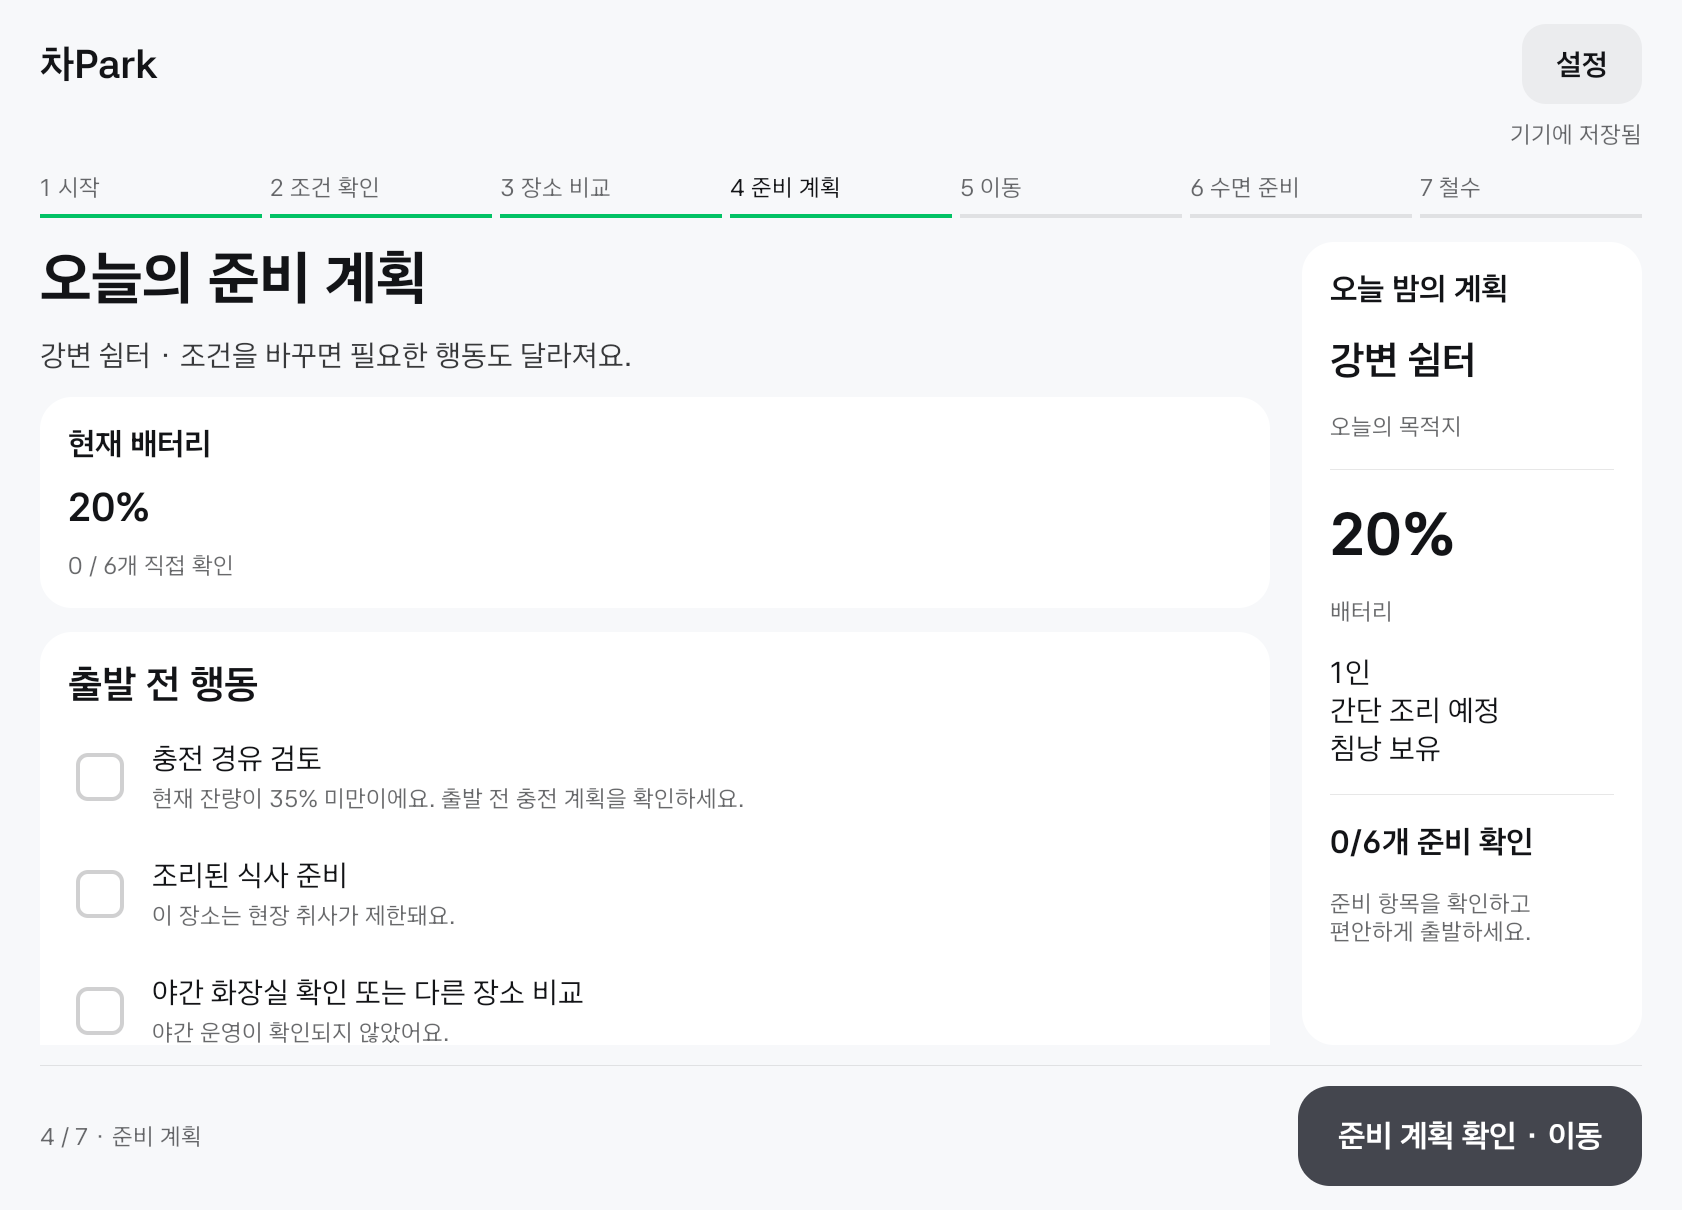 차Park
설정
기기에 저장됨
1 시작
2 조건 확인
3 장소 비교
4 준비 계획
5 이동
6 수면 준비
7 철수
오늘의 준비 계획
강변 쉼터 · 조건을 바꾸면 필요한 행동도 달라져요.
현재 배터리
20%
0 / 6개 직접 확인
출발 전 행동
충전 경유 검토
현재 잔량이 35% 미만이에요. 출발 전 충전 계획을 확인하세요.
조리된 식사 준비
이 장소는 현장 취사가 제한돼요.
야간 화장실 확인 또는 다른 장소 비교
야간 운영이 확인되지 않았어요.
오늘 밤의 계획
강변 쉼터
오늘의 목적지
20%
배터리
1인
간단 조리 예정
침낭 보유
0/6개 준비 확인
준비 항목을 확인하고
편안하게 출발하세요.
4 / 7 · 준비 계획
준비 계획 확인 · 이동